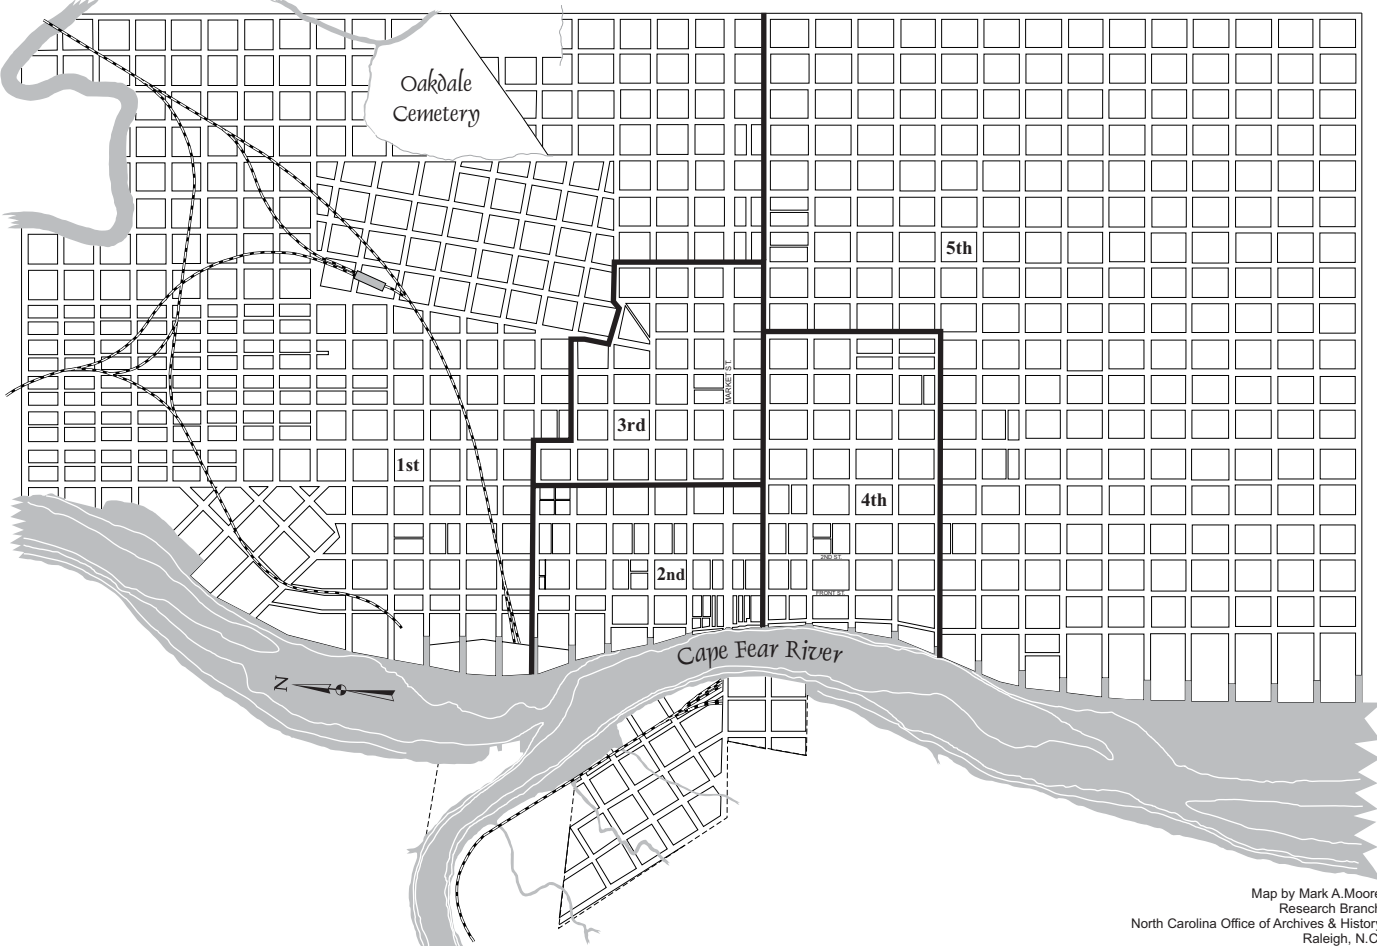 Oakdale
Cemetery
5th
MARKET ST.
3rd
1st
4th
2ND ST.
2nd
FRONT ST.
Cape Fear River
N
Map by Mark A.Moore
Research Branch
North Carolina Office of Archives & History
Raleigh, N.C.